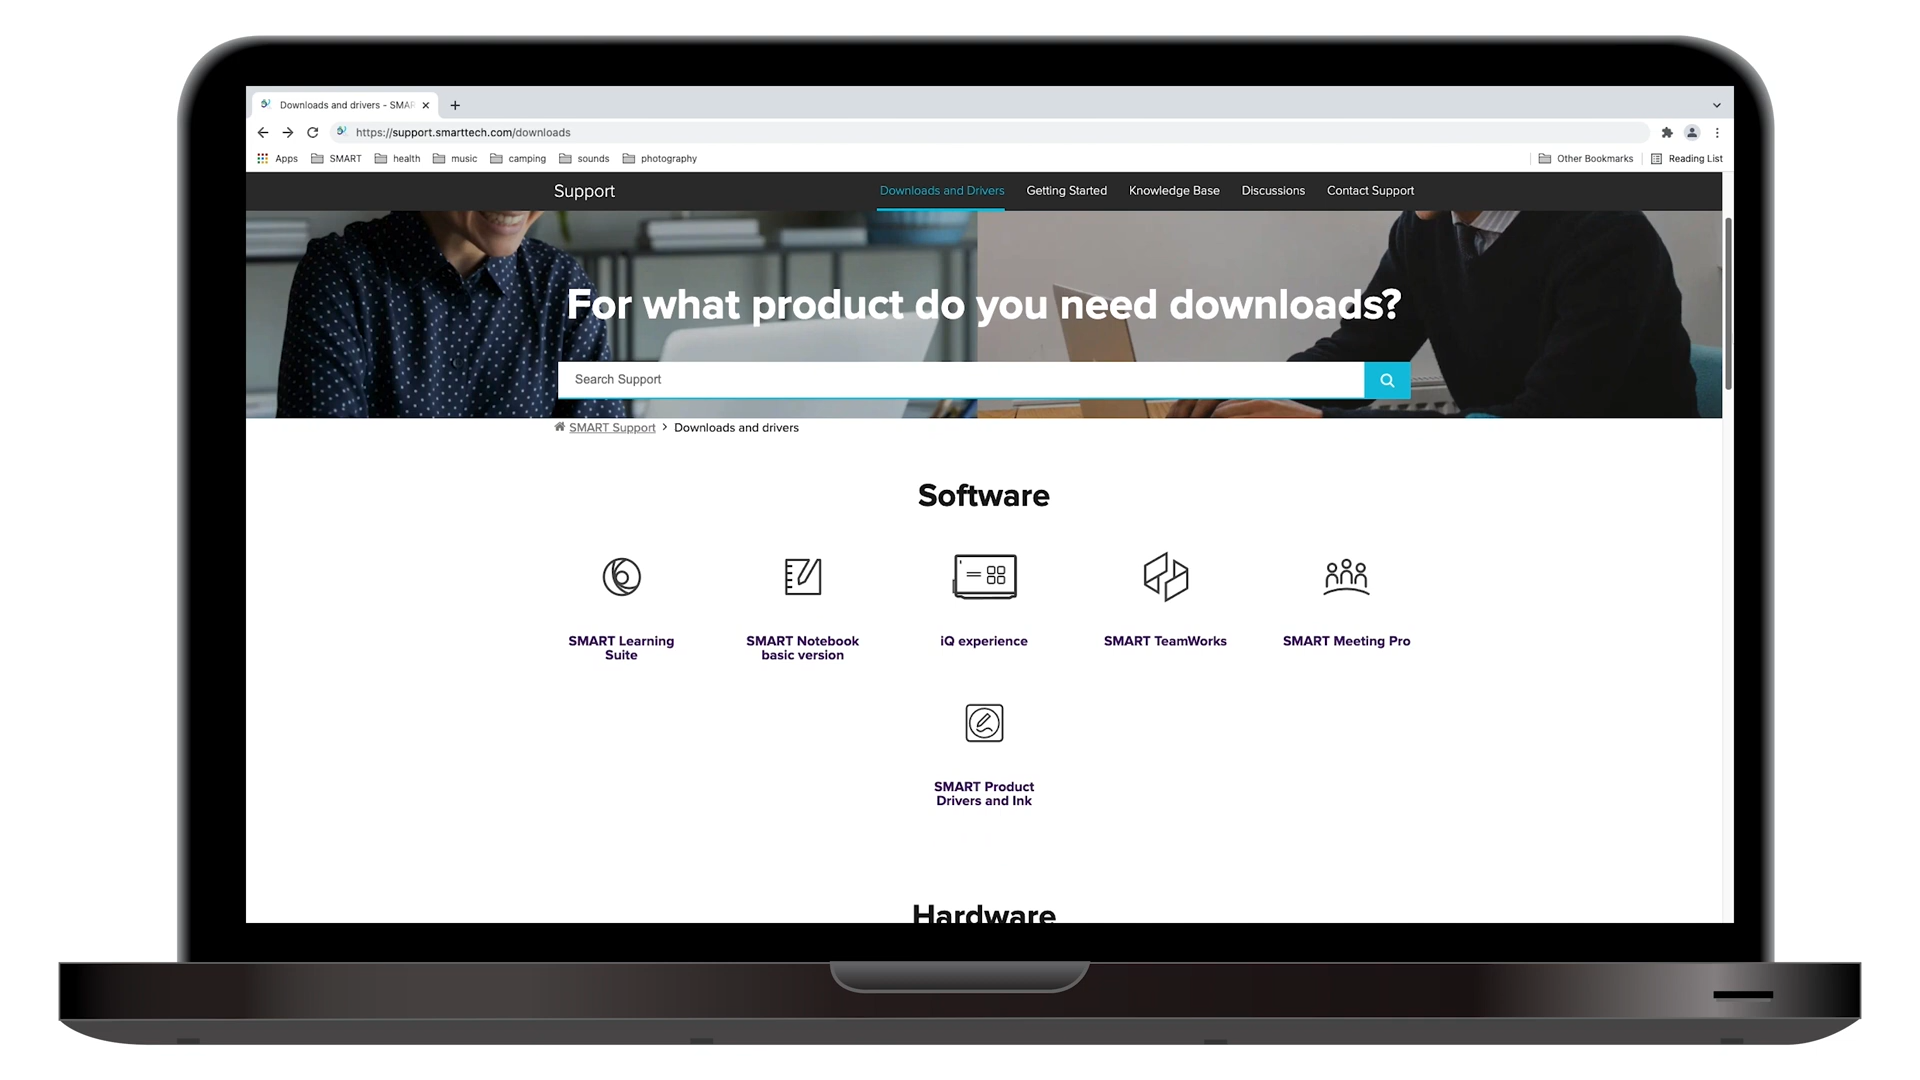 Downloads and drivers - SMAR
https://support.smarttech.com/downloads
Apps SMART health music camping sounds photography Other Bookmarks Reading List
Support Downloads and Drivers Getting Started Knowledge Base Discussions Contact Support
For what product do you need downloads?
Search Support
SMART Support > Downloads and drivers
Software
SMART Learning
Suite
SMART Notebook
basic version
iQ experience
SMART TeamWorks
SMART Meeting Pro
SMART Product
Drivers and Ink
Hardware